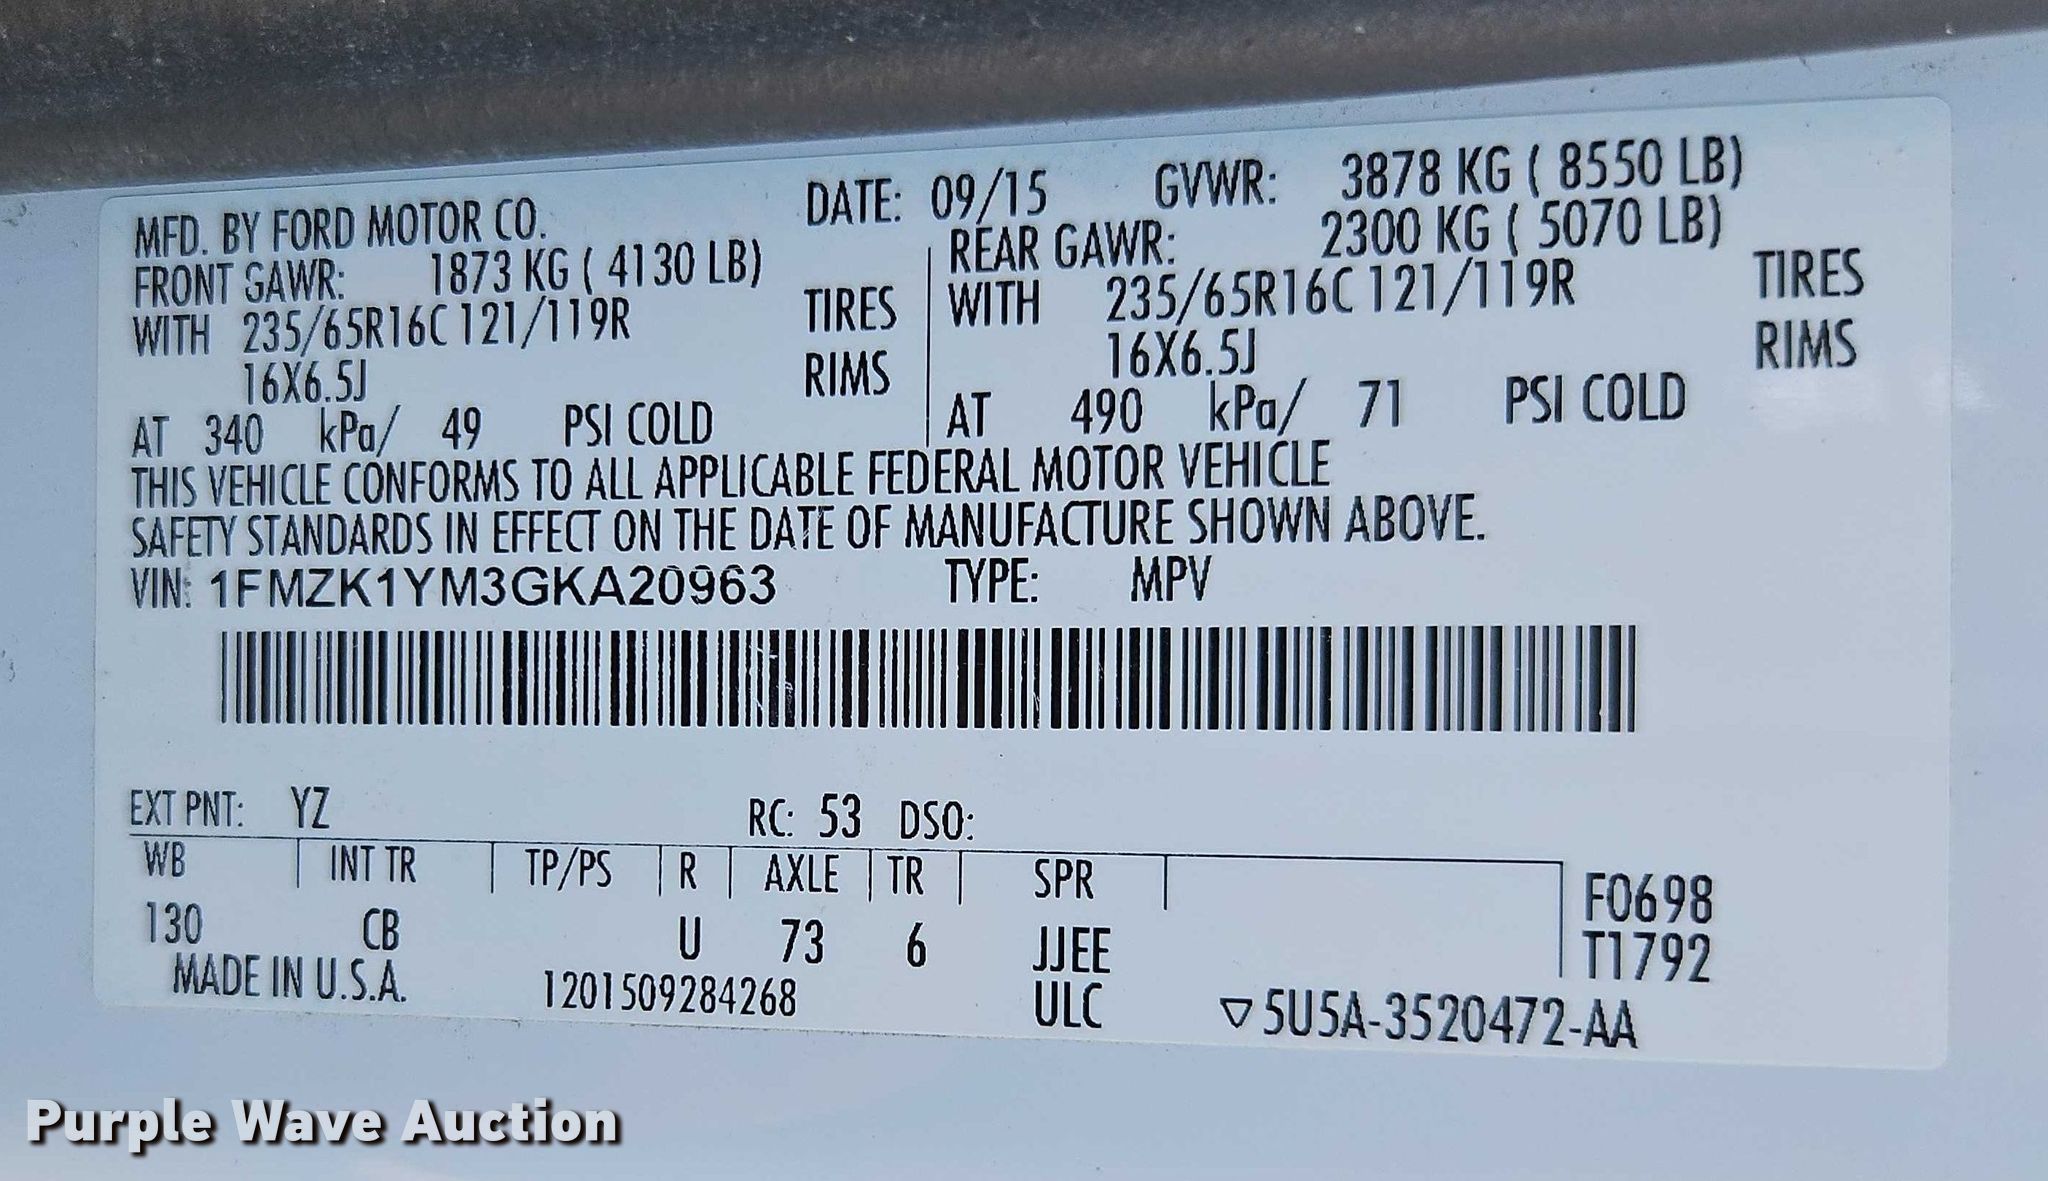 MFD. BY FORD MOTOR CO. DATE: 09/15 GVWR: 3878 KG ( 8550 LB)
FRONT GAWR: 1873 KG ( 4130 LB) REAR GAWR: 2300 KG ( 5070 LB)
WITH 235/65R16C 121/119R TIRES WITH 235/65R16C 121/119R TIRES
16X6.5J RIMS 16X6.5J RIMS
AT 340 kPa/ 49 PSI COLD AT 490 kPa/ 71 PSI COLD
THIS VEHICLE CONFORMS TO ALL APPLICABLE FEDERAL MOTOR VEHICLE
SAFETY STANDARDS IN EFFECT ON THE DATE OF MANUFACTURE SHOWN ABOVE.
VIN: 1FMZK1YM3GKA20963 TYPE: MPV
EXT PNT: YZ RC: 53 DSO:
WB INT TR TP/PS R AXLE TR SPR F0698
130 CB U 73 6 JJEE T1792
MADE IN U.S.A. 1201509284268 ULC ▽5U5A-3520472-AA
Purple Wave Auction